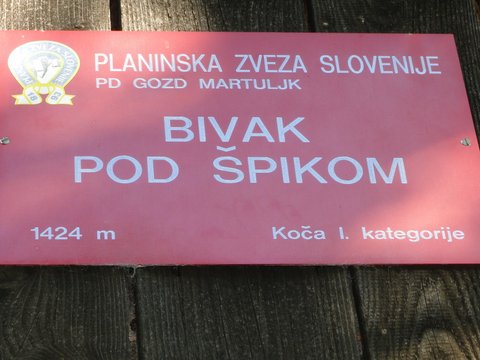 PLANINSKA ZVEZA SLOVENIJE
PD GOZD MARTULJK
BIVAK
POD ŠPIKOM
1424 m
Koča I. kategorije